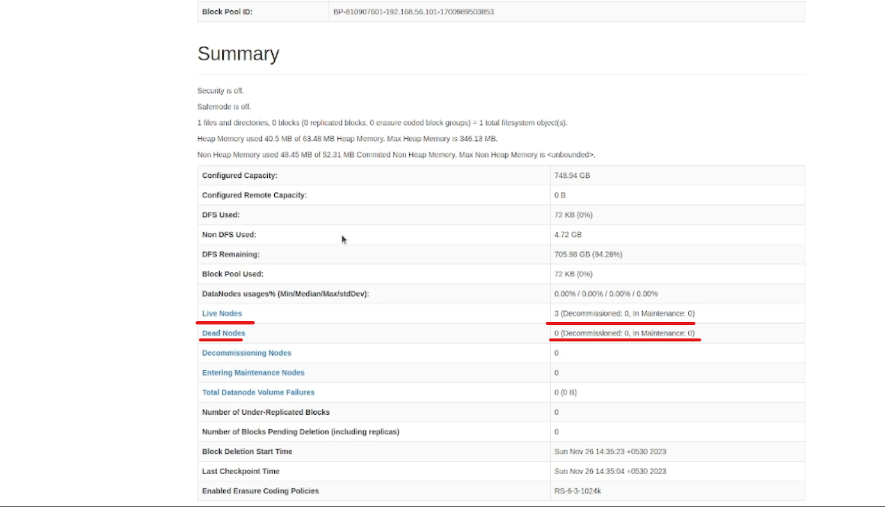 Block Pool ID: BP-810907601-192.168.56.101-1700989503853
Summary
Security is off.
Safemode is off.
1 files and directories, 0 blocks (0 replicated blocks, 0 erasure coded block groups) = 1 total filesystem object(s).
Heap Memory used 40.5 MB of 63.48 MB Heap Memory. Max Heap Memory is 346.13 MB.
Non Heap Memory used 48.45 MB of 52.31 MB Commited Non Heap Memory. Max Non Heap Memory is <unbounded>.
Configured Capacity: 748.94 GB
Configured Remote Capacity: 0 B
DFS Used: 72 KB (0%)
Non DFS Used: 4.72 GB
DFS Remaining: 705.98 GB (94.26%)
Block Pool Used: 72 KB (0%)
DataNodes usages% (Min/Median/Max/stdDev): 0.00% / 0.00% / 0.00% / 0.00%
Live Nodes 3 (Decommissioned: 0, In Maintenance: 0)
Dead Nodes 0 (Decommissioned: 0, In Maintenance: 0)
Decommissioning Nodes 0
Entering Maintenance Nodes 0
Total Datanode Volume Failures 0 (0 B)
Number of Under-Replicated Blocks 0
Number of Blocks Pending Deletion (including replicas) 0
Block Deletion Start Time Sun Nov 26 14:35:23 +0530 2023
Last Checkpoint Time Sun Nov 26 14:35:04 +0530 2023
Enabled Erasure Coding Policies RS-6-3-1024k